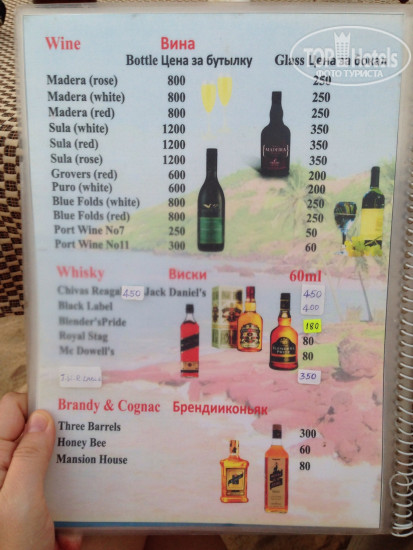 TOP Hotels
ФОТО ТУРИСТА
Wine Вина
Bottle Цена за бутылку Glass Цена за бокал
Madera (rose) 800 250
Madera (white) 800 250
Madera (red) 800 250
Sula (white) 1200 350
Sula (red) 1200 350
Sula (rose) 1200 350
Grovers (red) 600 200
Puro (white) 600 200
Blue Folds (white) 800 250
Blue Folds (red) 800 250
Port Wine No7 250 50
Port Wine No11 300 60
Whisky Виски 60ml
Chivas Reagal 450 Jack Daniel's 450
Black Label 400
Blender'sPride 180
Royal Stag 80
Mc Dowell's 80
350
Brandy & Cognac Брендииконьяк
Three Barrels 300
Honey Bee 60
Mansion House 80